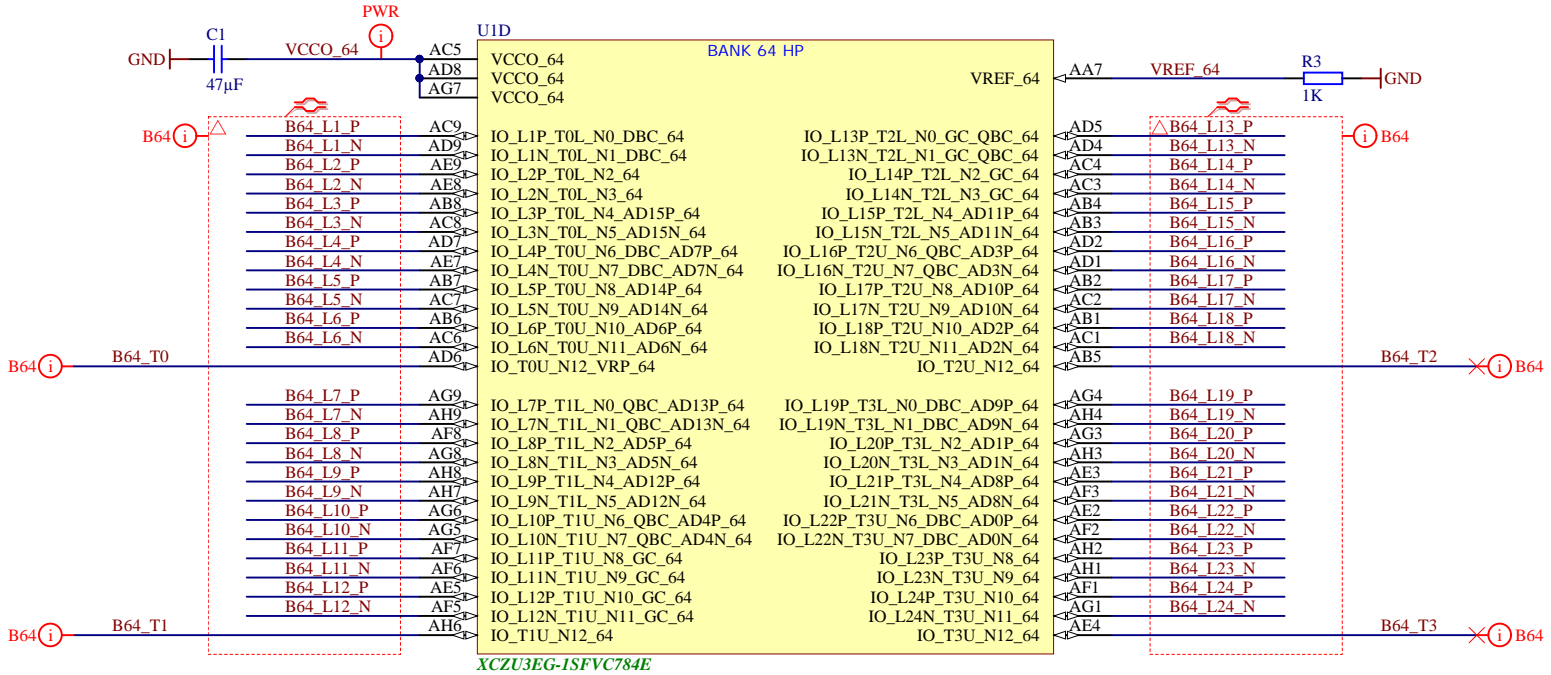 PWR
C1
VCCO_64
GND
47µF
U1D
BANK 64 HP
AC5
VCCO_64
AD8
VCCO_64
AG7
VCCO_64
VREF_64
AA7
VREF_64
R3
1K
GND
B64 i
B64_L1_P AC9 IO_L1P_T0L_N0_DBC_64
B64_L1_N AD9 IO_L1N_T0L_N1_DBC_64
B64_L2_P AE9 IO_L2P_T0L_N2_64
B64_L2_N AE8 IO_L2N_T0L_N3_64
B64_L3_P AB8 IO_L3P_T0L_N4_AD15P_64
B64_L3_N AC8 IO_L3N_T0L_N5_AD15N_64
B64_L4_P AD7 IO_L4P_T0U_N6_DBC_AD7P_64
B64_L4_N AE7 IO_L4N_T0U_N7_DBC_AD7N_64
B64_L5_P AB7 IO_L5P_T0U_N8_AD14P_64
B64_L5_N AC7 IO_L5N_T0U_N9_AD14N_64
B64_L6_P AB6 IO_L6P_T0U_N10_AD6P_64
B64_L6_N AC6 IO_L6N_T0U_N11_AD6N_64
B64 i B64_T0 AD6 IO_T0U_N12_VRP_64
B64_L7_P AG9 IO_L7P_T1L_N0_QBC_AD13P_64
B64_L7_N AH9 IO_L7N_T1L_N1_QBC_AD13N_64
B64_L8_P AF8 IO_L8P_T1L_N2_AD5P_64
B64_L8_N AG8 IO_L8N_T1L_N3_AD5N_64
B64_L9_P AH8 IO_L9P_T1L_N4_AD12P_64
B64_L9_N AH7 IO_L9N_T1L_N5_AD12N_64
B64_L10_P AG6 IO_L10P_T1U_N6_QBC_AD4P_64
B64_L10_N AG5 IO_L10N_T1U_N7_QBC_AD4N_64
B64_L11_P AF7 IO_L11P_T1U_N8_GC_64
B64_L11_N AF6 IO_L11N_T1U_N9_GC_64
B64_L12_P AE5 IO_L12P_T1U_N10_GC_64
B64_L12_N AF5 IO_L12N_T1U_N11_GC_64
B64 i B64_T1 AH6 IO_T1U_N12_64
IO_L13P_T2L_N0_GC_QBC_64 AD5 B64_L13_P
i B64
IO_L13N_T2L_N1_GC_QBC_64 AD4 B64_L13_N
IO_L14P_T2L_N2_GC_64 AC4 B64_L14_P
IO_L14N_T2L_N3_GC_64 AC3 B64_L14_N
IO_L15P_T2L_N4_AD11P_64 AB4 B64_L15_P
IO_L15N_T2L_N5_AD11N_64 AB3 B64_L15_N
IO_L16P_T2U_N6_QBC_AD3P_64 AD2 B64_L16_P
IO_L16N_T2U_N7_QBC_AD3N_64 AD1 B64_L16_N
IO_L17P_T2U_N8_AD10P_64 AB2 B64_L17_P
IO_L17N_T2U_N9_AD10N_64 AC2 B64_L17_N
IO_L18P_T2U_N10_AD2P_64 AB1 B64_L18_P
IO_L18N_T2U_N11_AD2N_64 AC1 B64_L18_N
IO_T2U_N12_64 AB5 B64_T2 i B64
IO_L19P_T3L_N0_DBC_AD9P_64 AG4 B64_L19_P
IO_L19N_T3L_N1_DBC_AD9N_64 AH4 B64_L19_N
IO_L20P_T3L_N2_AD1P_64 AG3 B64_L20_P
IO_L20N_T3L_N3_AD1N_64 AH3 B64_L20_N
IO_L21P_T3L_N4_AD8P_64 AE3 B64_L21_P
IO_L21N_T3L_N5_AD8N_64 AF3 B64_L21_N
IO_L22P_T3U_N6_DBC_AD0P_64 AE2 B64_L22_P
IO_L22N_T3U_N7_DBC_AD0N_64 AF2 B64_L22_N
IO_L23P_T3U_N8_64 AH2 B64_L23_P
IO_L23N_T3U_N9_64 AH1 B64_L23_N
IO_L24P_T3U_N10_64 AF1 B64_L24_P
IO_L24N_T3U_N11_64 AG1 B64_L24_N
IO_T3U_N12_64 AE4 B64_T3 i B64
XCZU3EG-1SFVC784E